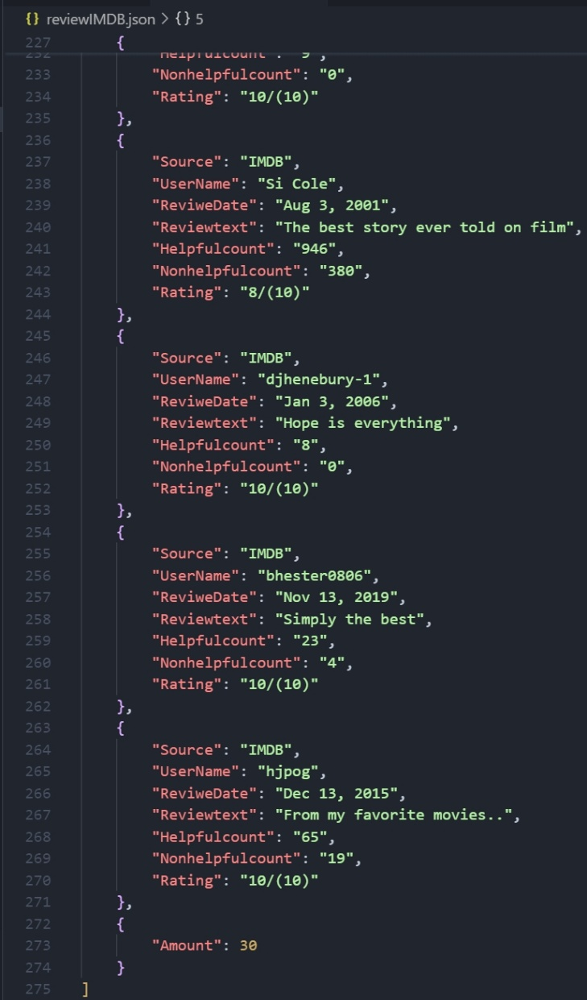 {} reviewIMDB.json > {} 5
227 {
232 "Helpfulcount": "9",
233 "Nonhelpfulcount": "0",
234 "Rating": "10/(10)"
235 },
236 {
237 "Source": "IMDB",
238 "UserName": "Si Cole",
239 "ReviweDate": "Aug 3, 2001",
240 "Reviewtext": "The best story ever told on film",
241 "Helpfulcount": "946",
242 "Nonhelpfulcount": "380",
243 "Rating": "8/(10)"
244 },
245 {
246 "Source": "IMDB",
247 "UserName": "djhenebury-1",
248 "ReviweDate": "Jan 3, 2006",
249 "Reviewtext": "Hope is everything",
250 "Helpfulcount": "8",
251 "Nonhelpfulcount": "0",
252 "Rating": "10/(10)"
253 },
254 {
255 "Source": "IMDB",
256 "UserName": "bhester0806",
257 "ReviweDate": "Nov 13, 2019",
258 "Reviewtext": "Simply the best",
259 "Helpfulcount": "23",
260 "Nonhelpfulcount": "4",
261 "Rating": "10/(10)"
262 },
263 {
264 "Source": "IMDB",
265 "UserName": "hjpog",
266 "ReviweDate": "Dec 13, 2015",
267 "Reviewtext": "From my favorite movies..",
268 "Helpfulcount": "65",
269 "Nonhelpfulcount": "19",
270 "Rating": "10/(10)"
271 },
272 {
273 "Amount": 30
274 }
275 ]